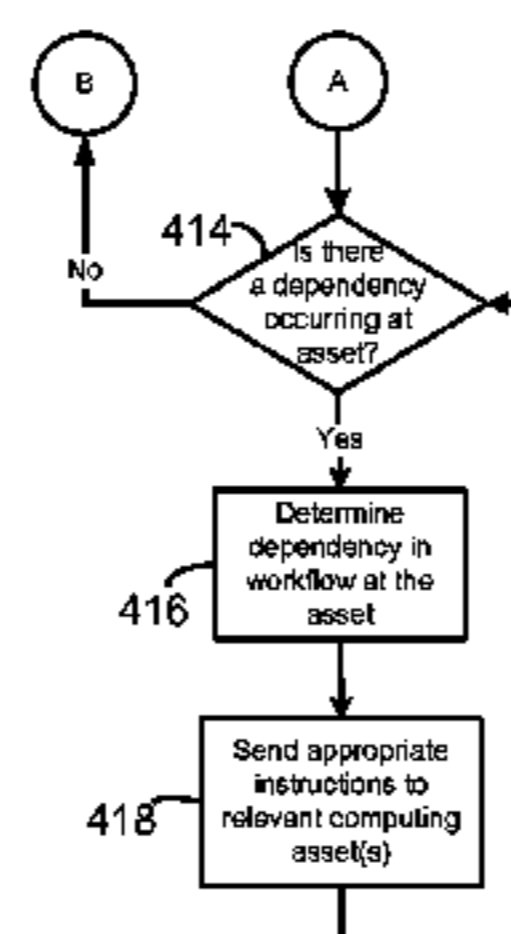 B
A
414
Is there
a dependency
occurring at
asset?
No
Yes
Determine
dependency in
workflow at the
asset
416
Send appropriate
instructions to
relevant computing
asset(s)
418